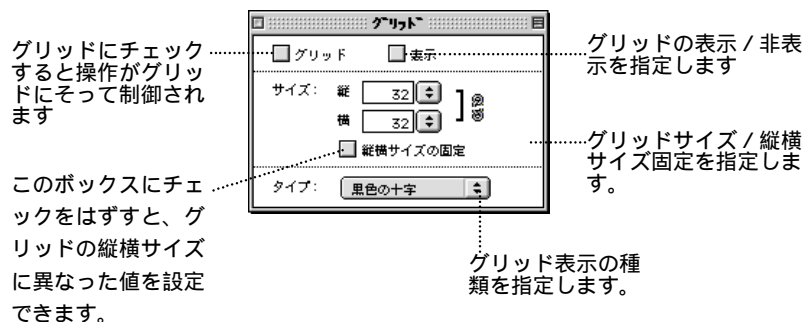 グリッド
グリッドにチェック
すると操作がグリッ
ドにそって制御され
ます
グリッド
表示
グリッドの表示 / 非表
示を指定します
サイズ:
縦
32
横
32
縦横サイズの固定
グリッドサイズ / 縦横
サイズ固定を指定しま
す。
このボックスにチェ
ックをはずすと、グ
リッドの縦横サイズ
に異なった値を設定
できます。
タイプ:
黒色の十字
グリッド表示の種
類を指定します。